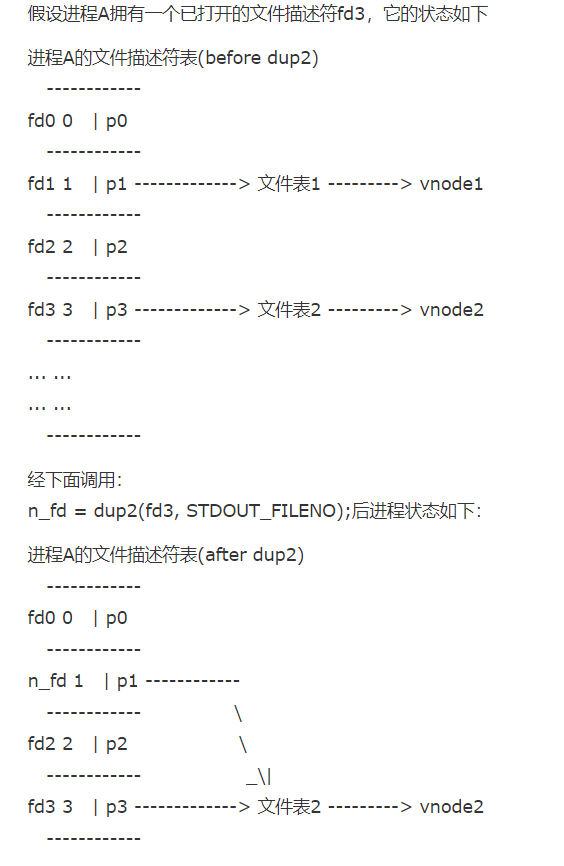 假设进程A拥有一个已打开的文件描述符fd3，它的状态如下
进程A的文件描述符表(before dup2)
------------
fd0 0 | p0
------------
fd1 1 | p1 -------------> 文件表1 ---------> vnode1
------------
fd2 2 | p2
------------
fd3 3 | p3 -------------> 文件表2 ---------> vnode2
------------
... ...
... ...
------------
经下面调用：
n_fd = dup2(fd3, STDOUT_FILENO);后进程状态如下：
进程A的文件描述符表(after dup2)
------------
fd0 0 | p0
------------
n_fd 1 | p1 ------------
------------ \
fd2 2 | p2 \
------------ _\|
fd3 3 | p3 -------------> 文件表2 ---------> vnode2
------------